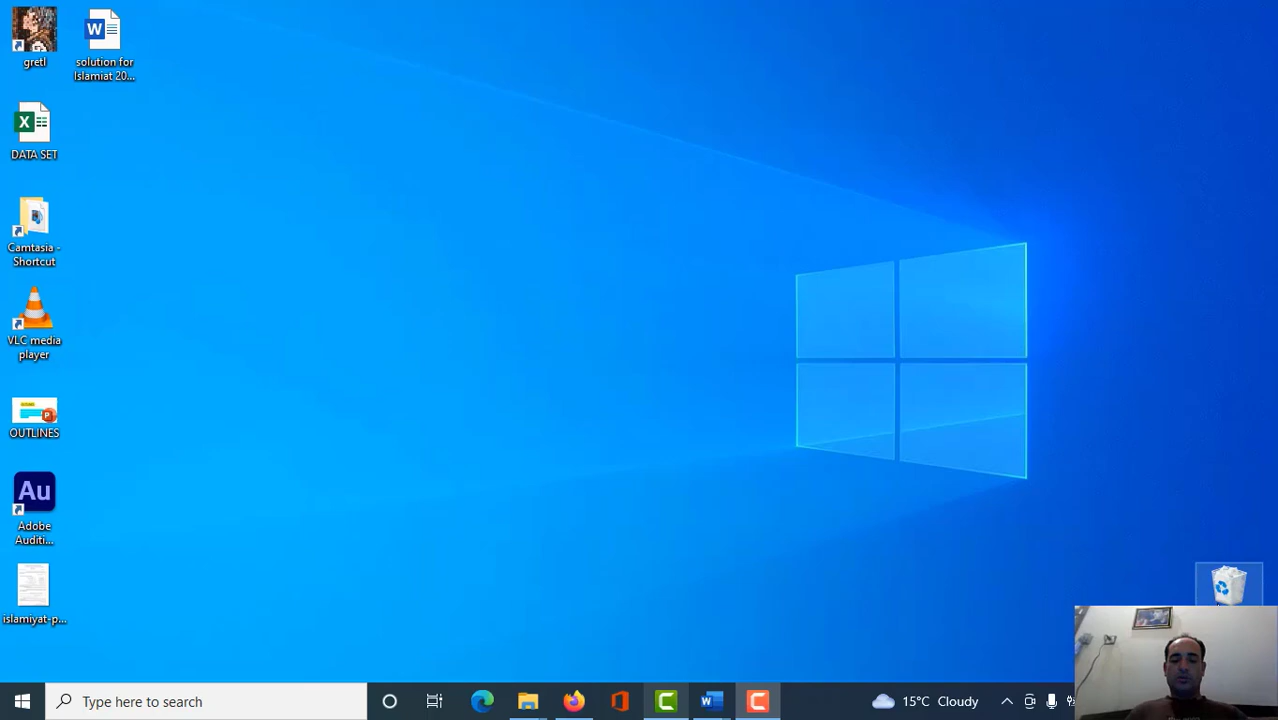 gretl
solution for
Islamiat 20...
DATA SET
Camtasia -
Shortcut
VLC media
player
OUTLINES
Au
Adobe
Auditi...
islamiyat-p...
Type here to search
15°C Cloudy